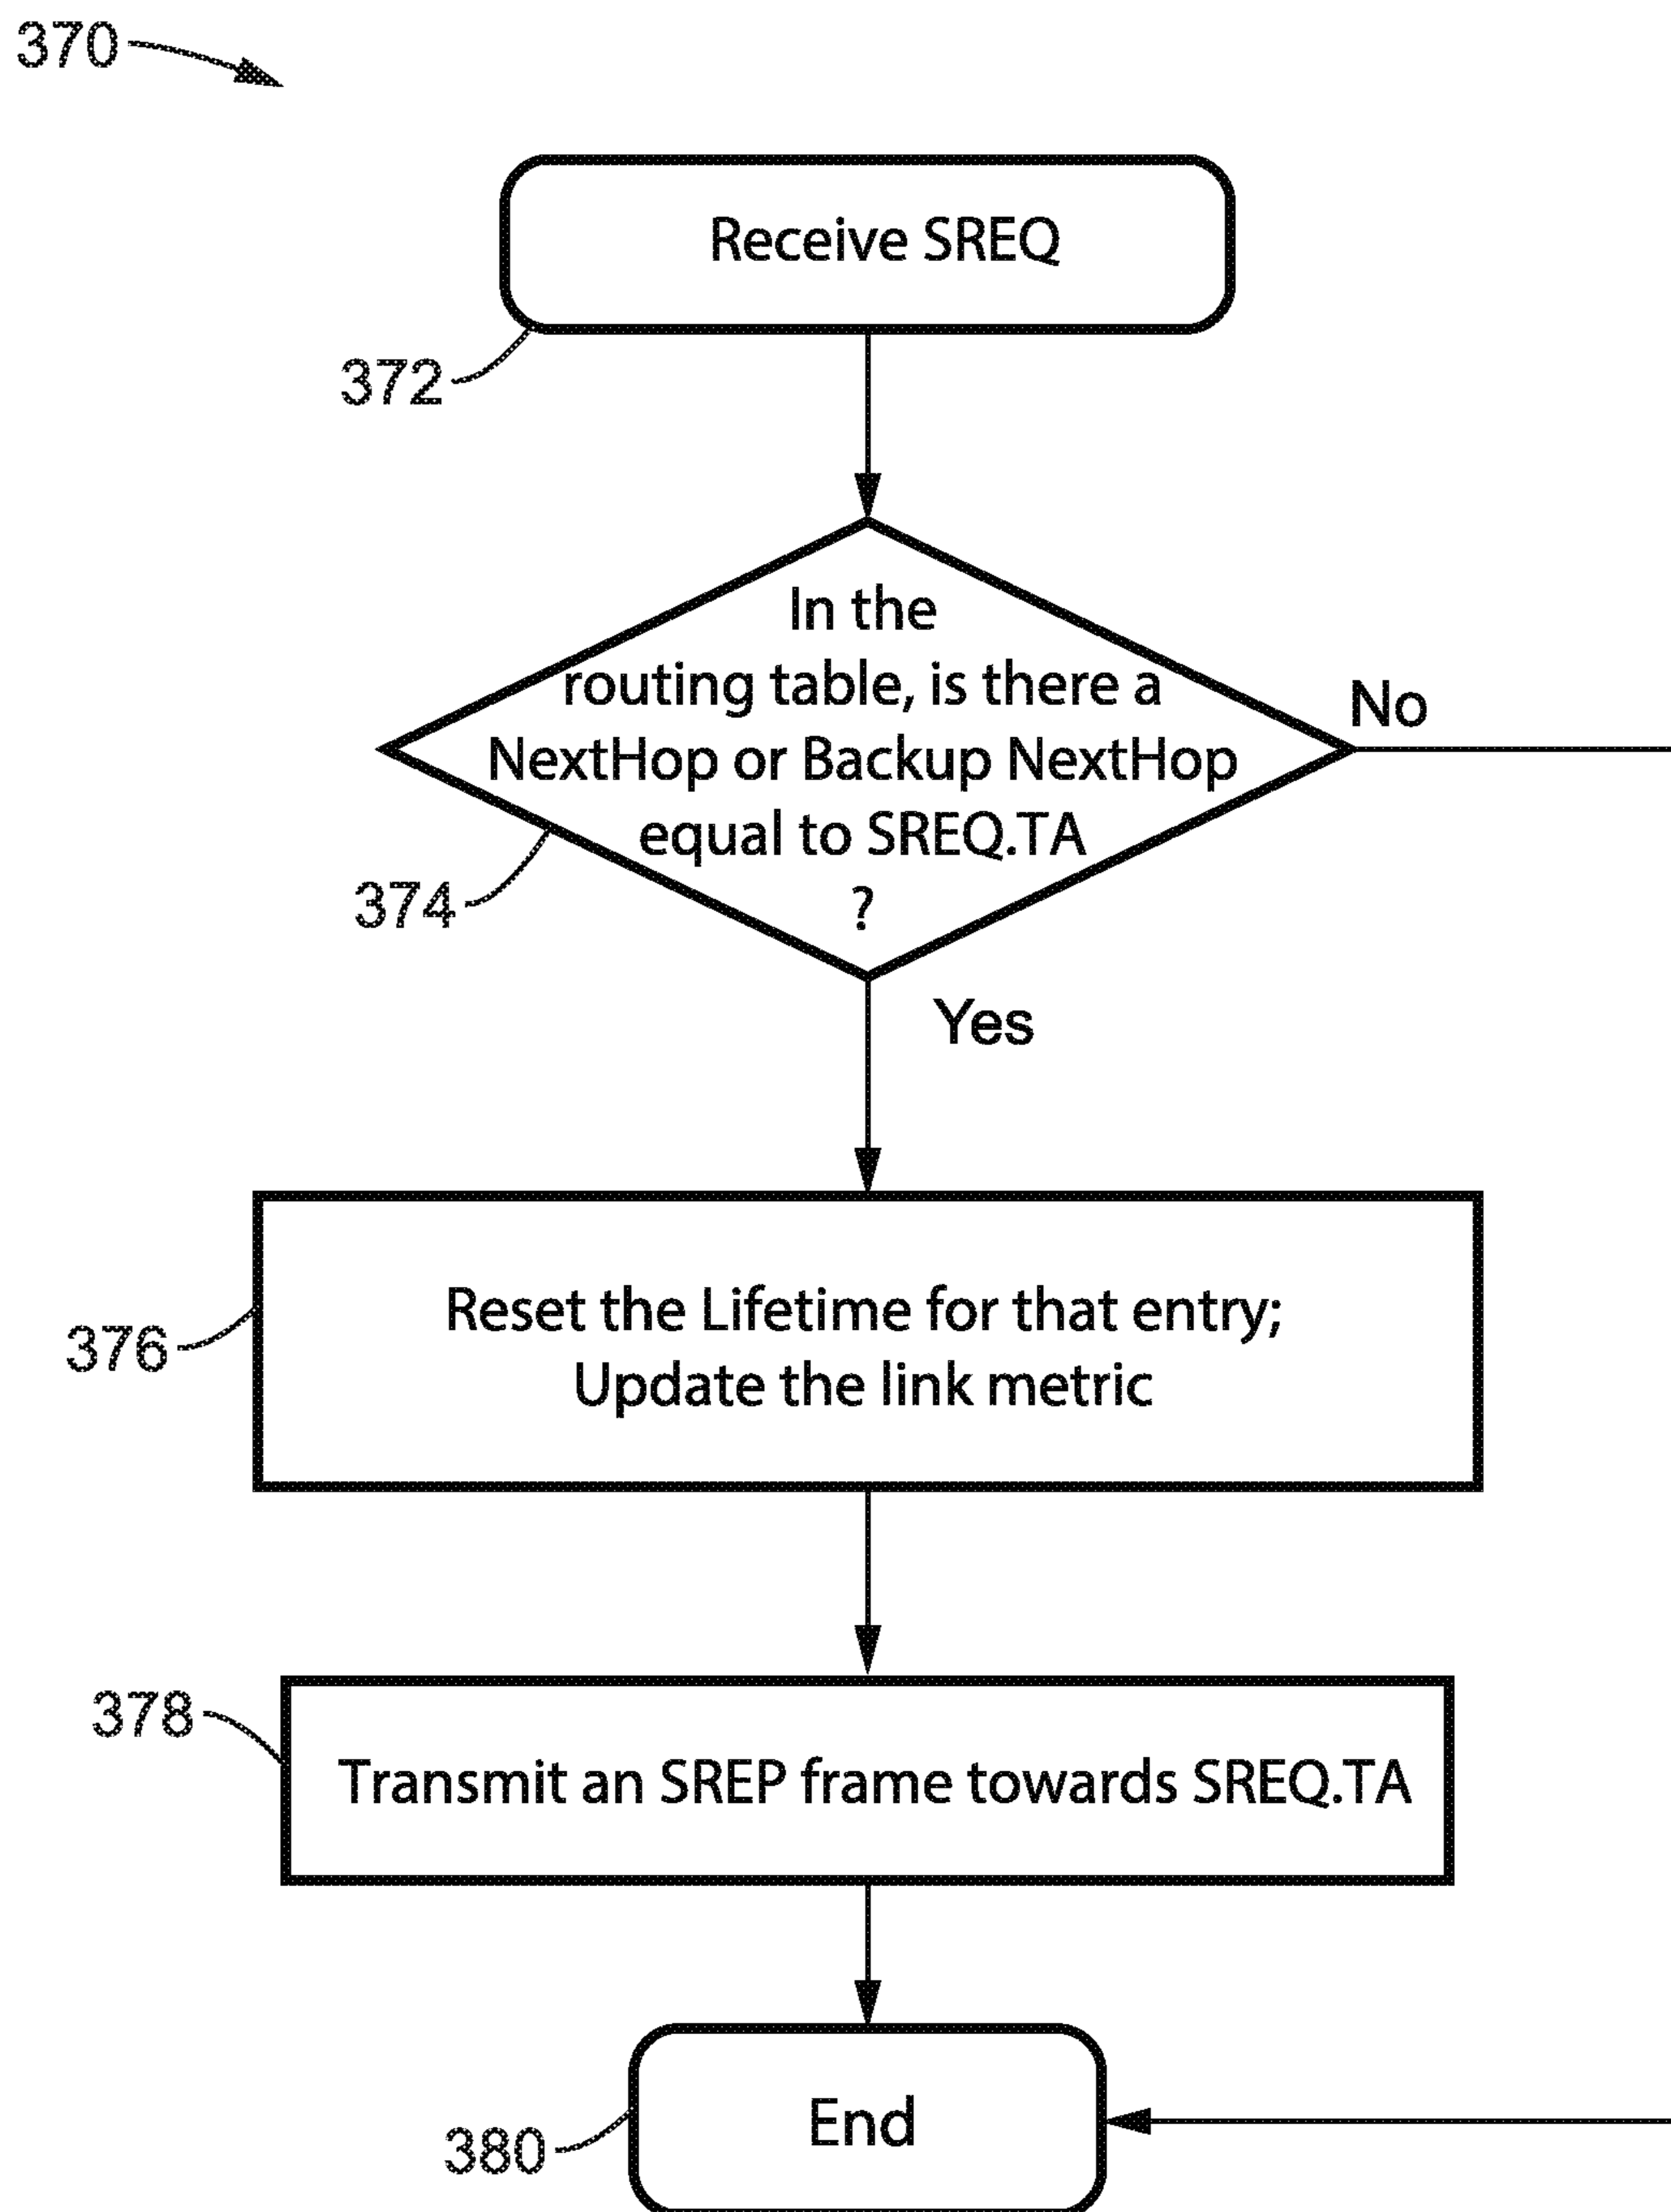 370
Receive SREQ
372
In the
routing table, is there a
NextHop or Backup NextHop
equal to SREQ.TA
?
No
374
Yes
Reset the Lifetime for that entry;
Update the link metric
376
378
Transmit an SREP frame towards SREQ.TA
End
380